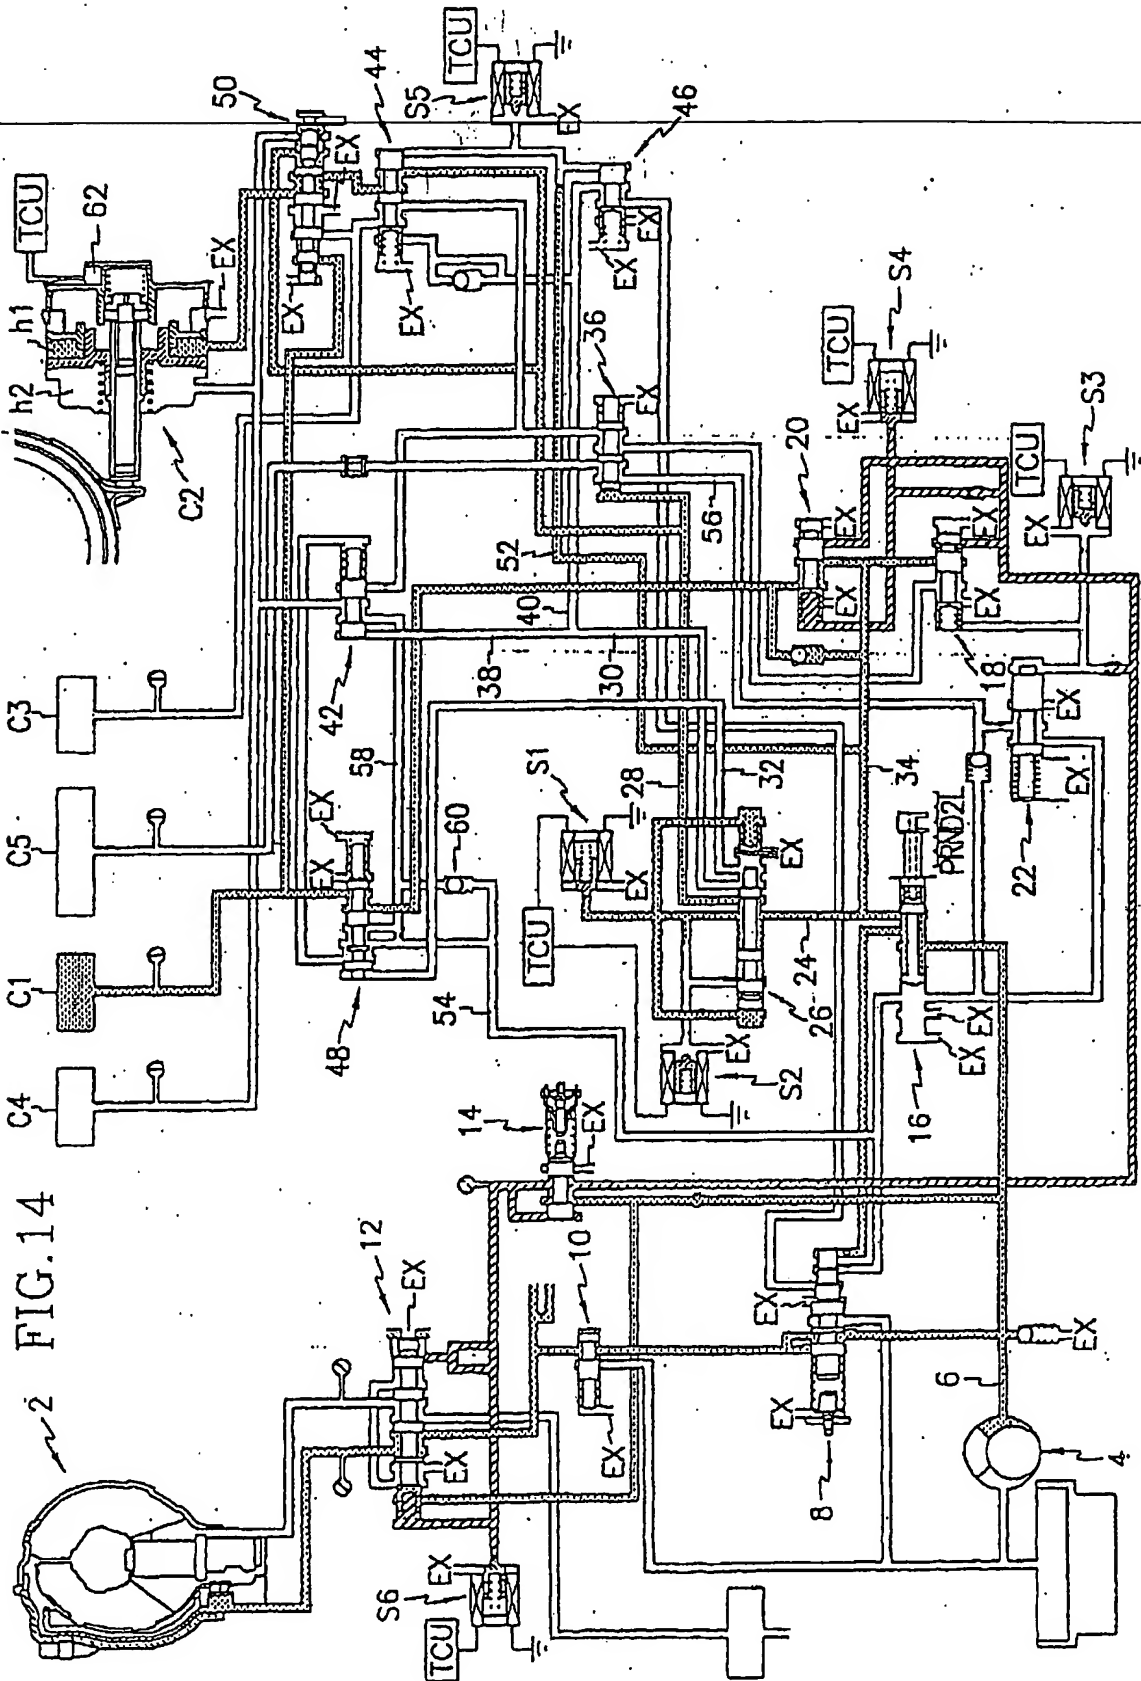 FIG.14
2
C4
C1
C5
C3
h2
h1
TCU
62
EX
C2
50
EX
EX
44
EX
TCU
S5
EX
46
EX
EX
36
EX
S4
TCU
EX
20
EX
EX
TCU
S3
EX
EX
EX
18
52
40
56
42
38
30
58
EX
EX
48
60
54
S1
28
32
EX
TCU
EX
24
26
34
EX
S2
PRND2L
22
EX
EX
EX
EX
16
14
EX
12
EX
EX
10
EX
EX
EX
8
6
EX
4
S6
EX
TCU